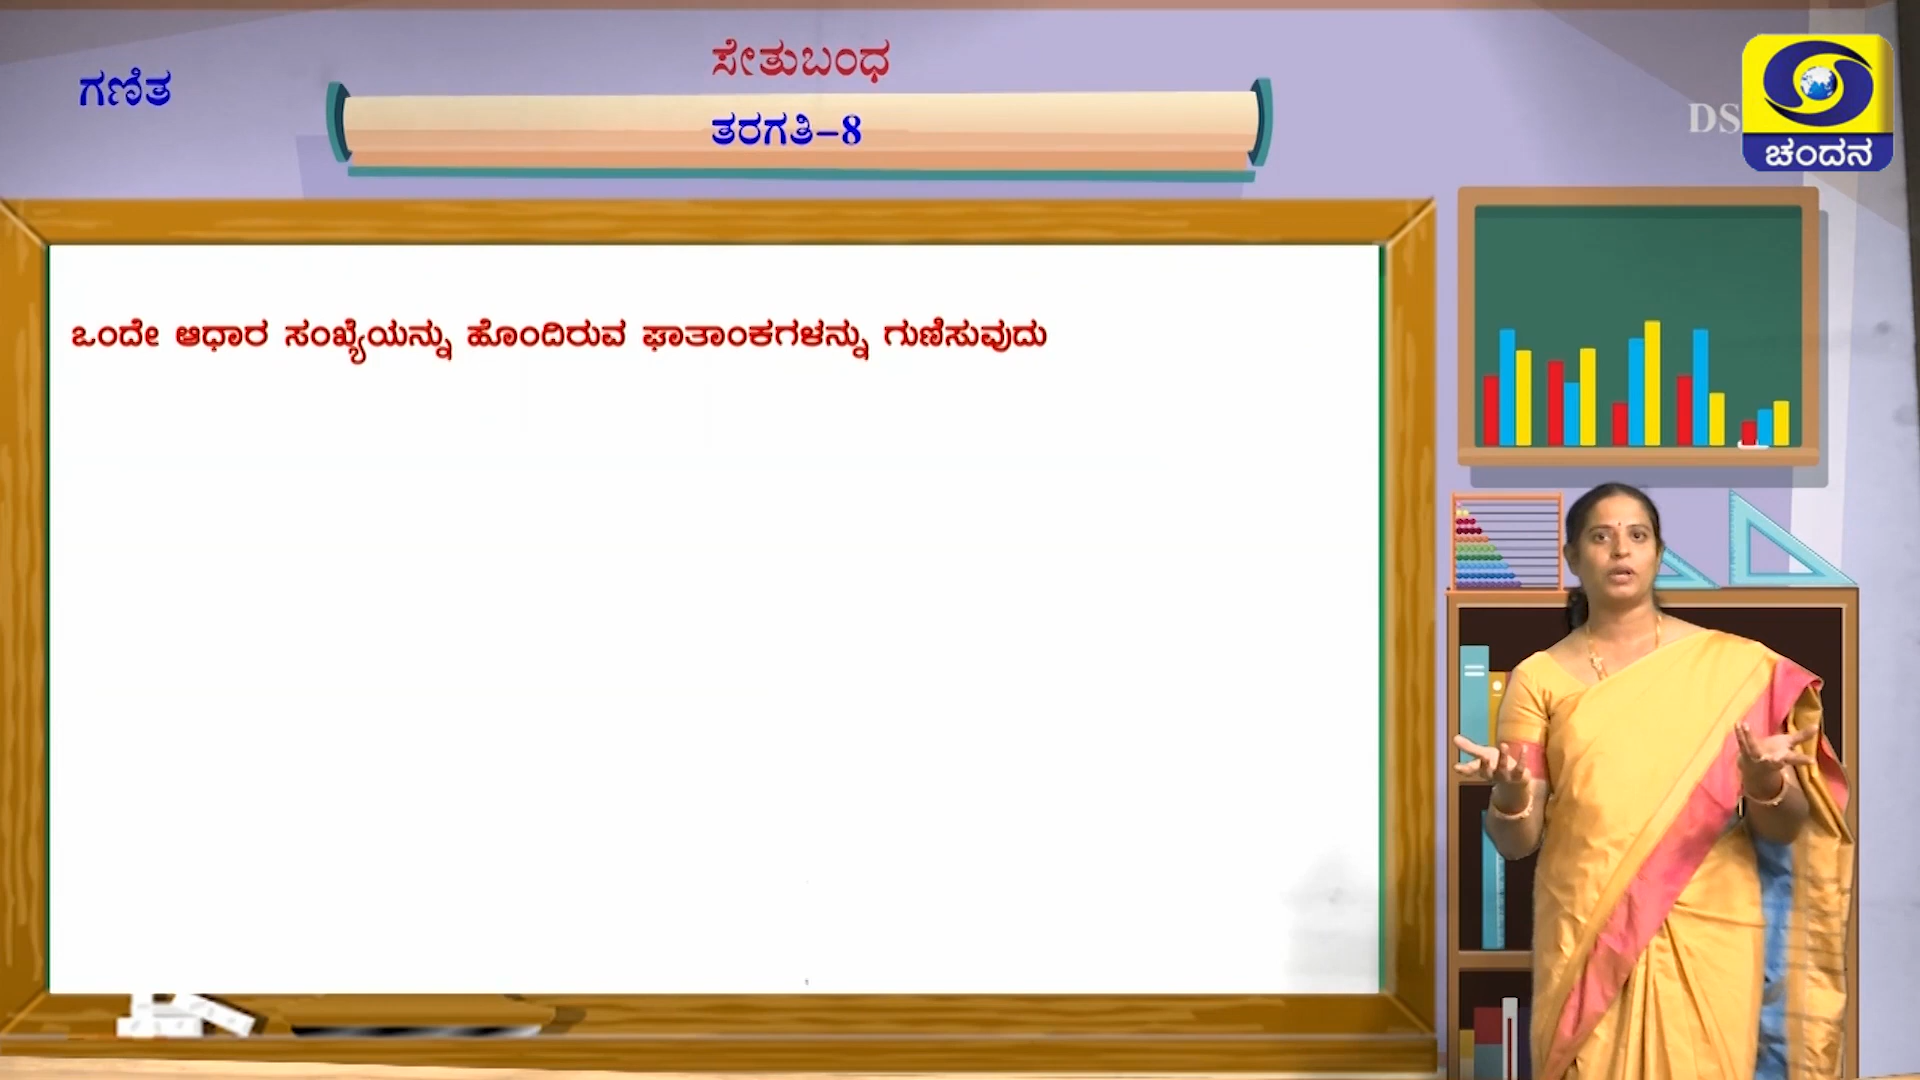 ಸೇತುಬಂಧ
ಗಣಿತ
ತರಗತಿ-8
DS
ಚಂದನ
ಒಂದೇ ಆಧಾರ ಸಂಖ್ಯೆಯನ್ನು ಹೊಂದಿರುವ ಘಾತಾಂಕಗಳನ್ನು ಗುಣಿಸುವುದು